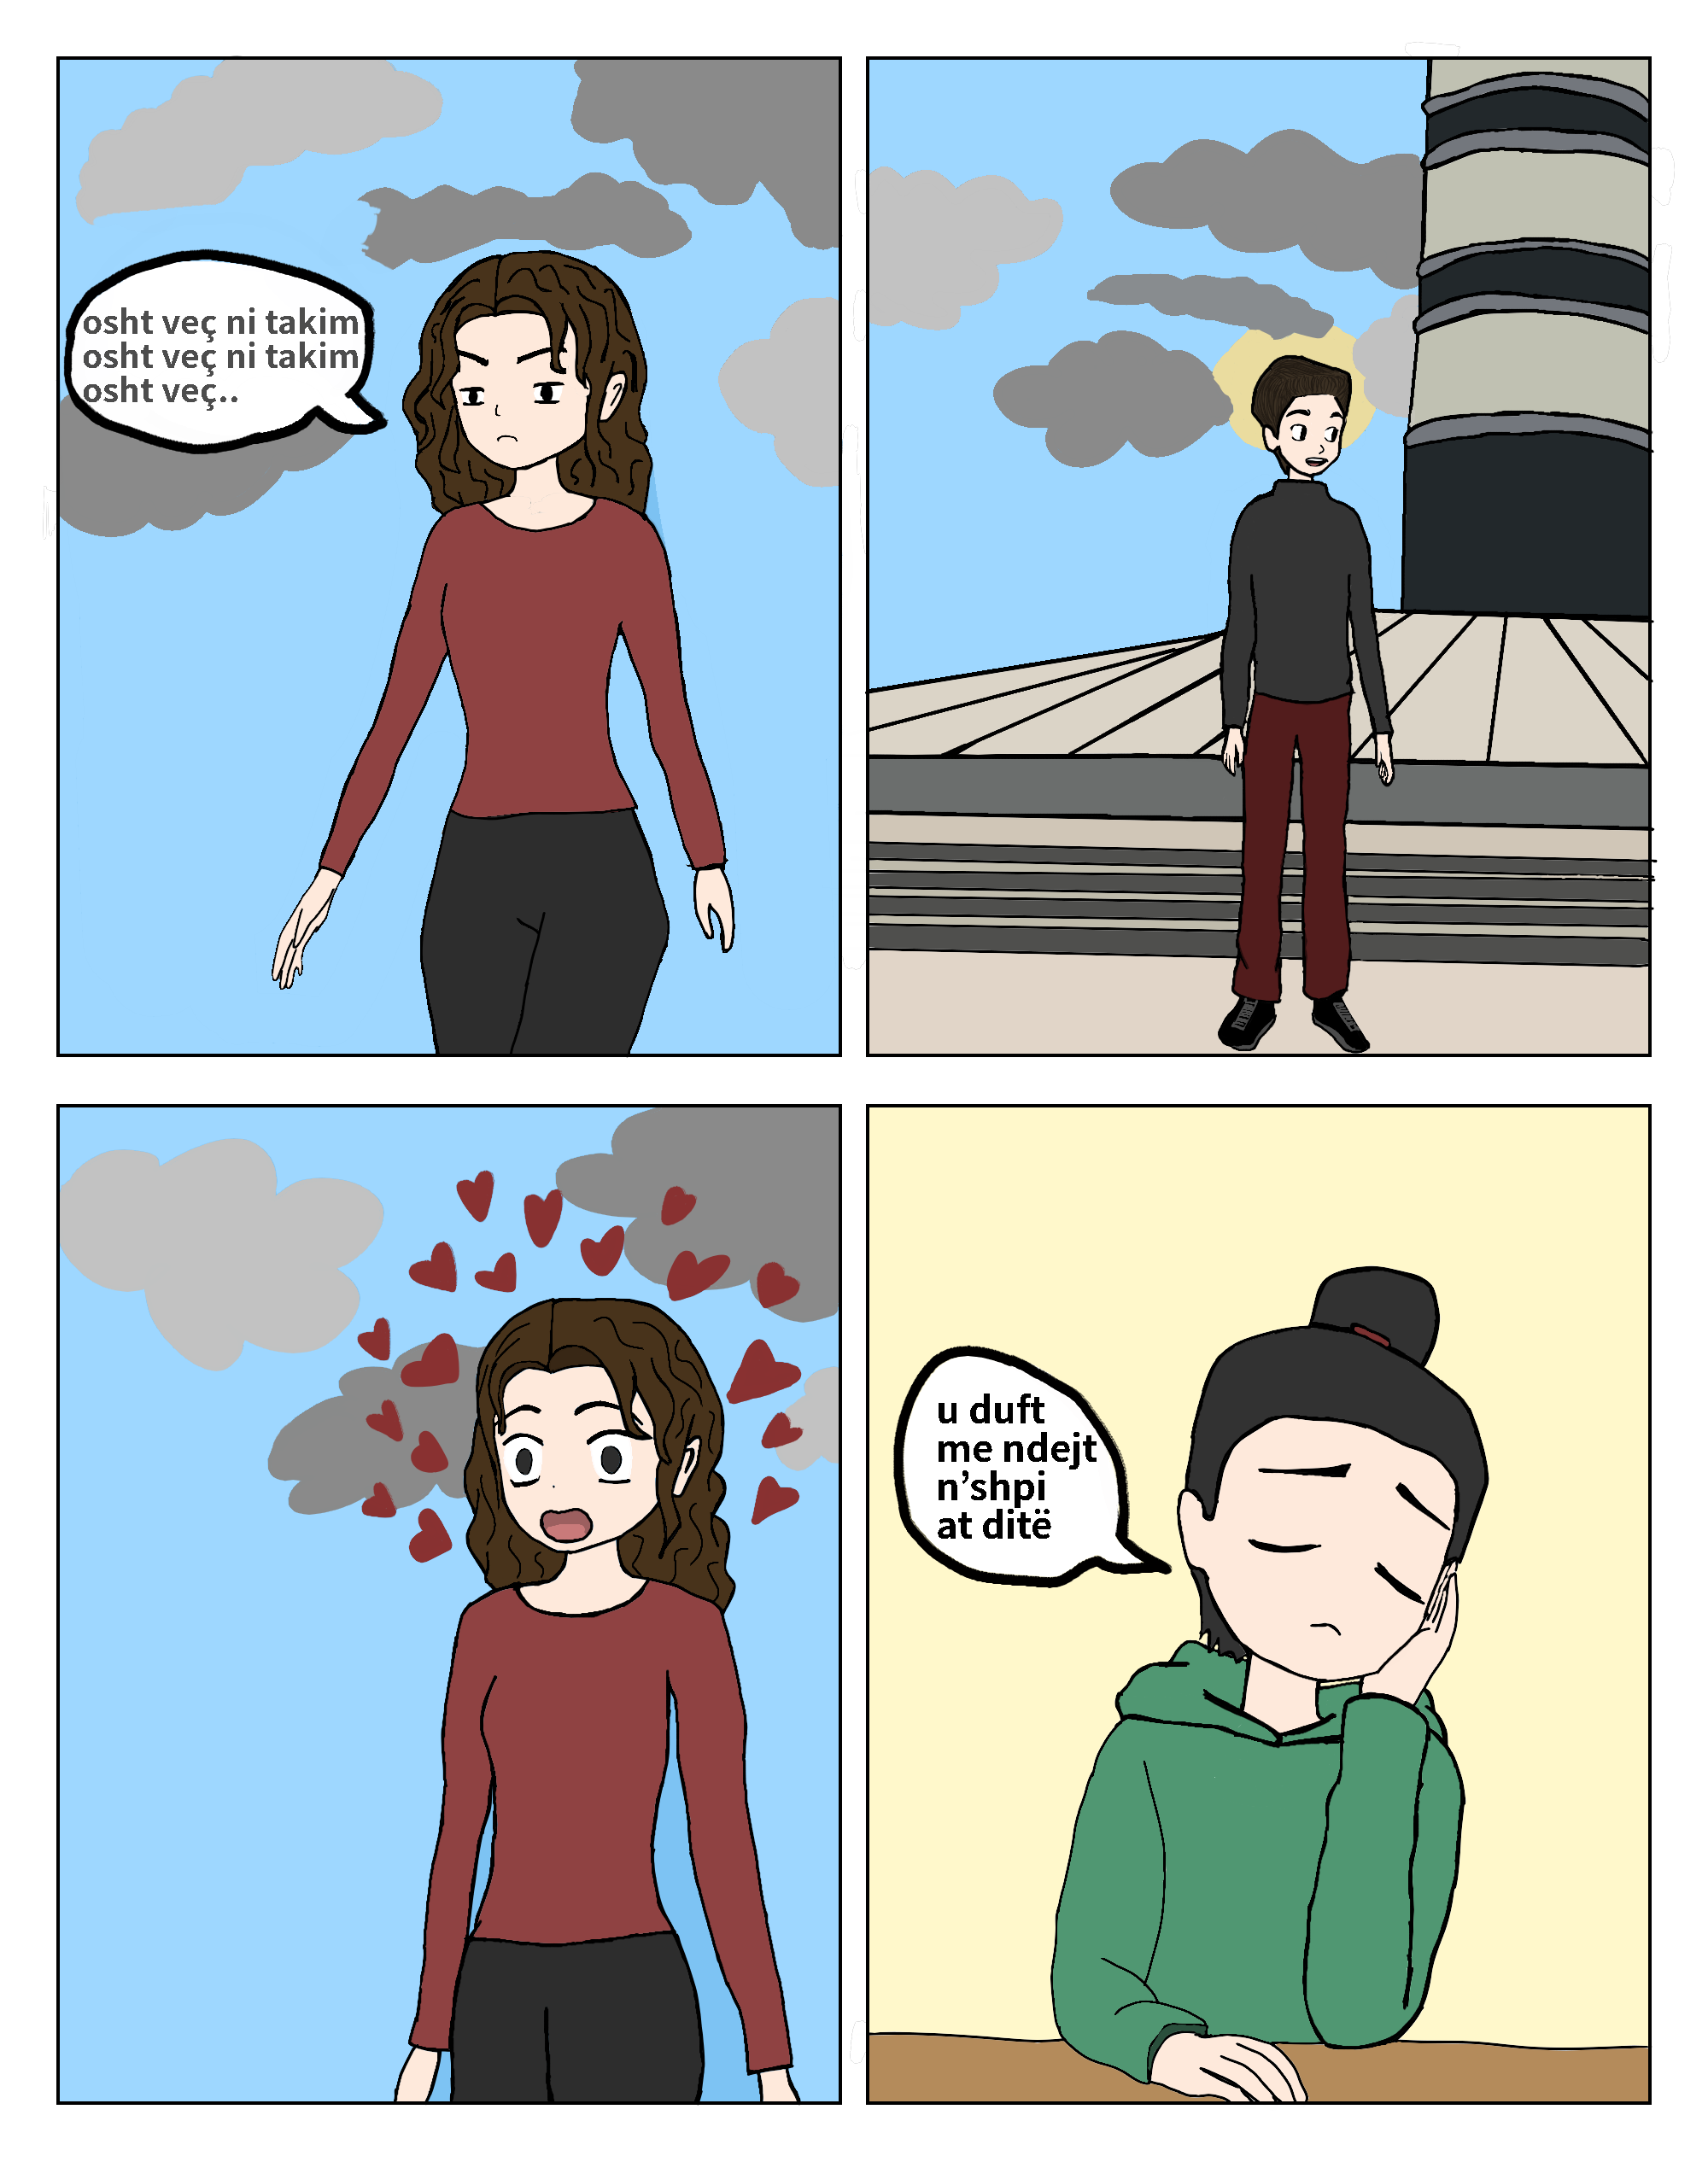 osht veç ni takim
osht veç ni takim
osht veç..
u duft
me ndejt
n'shpi
at ditë